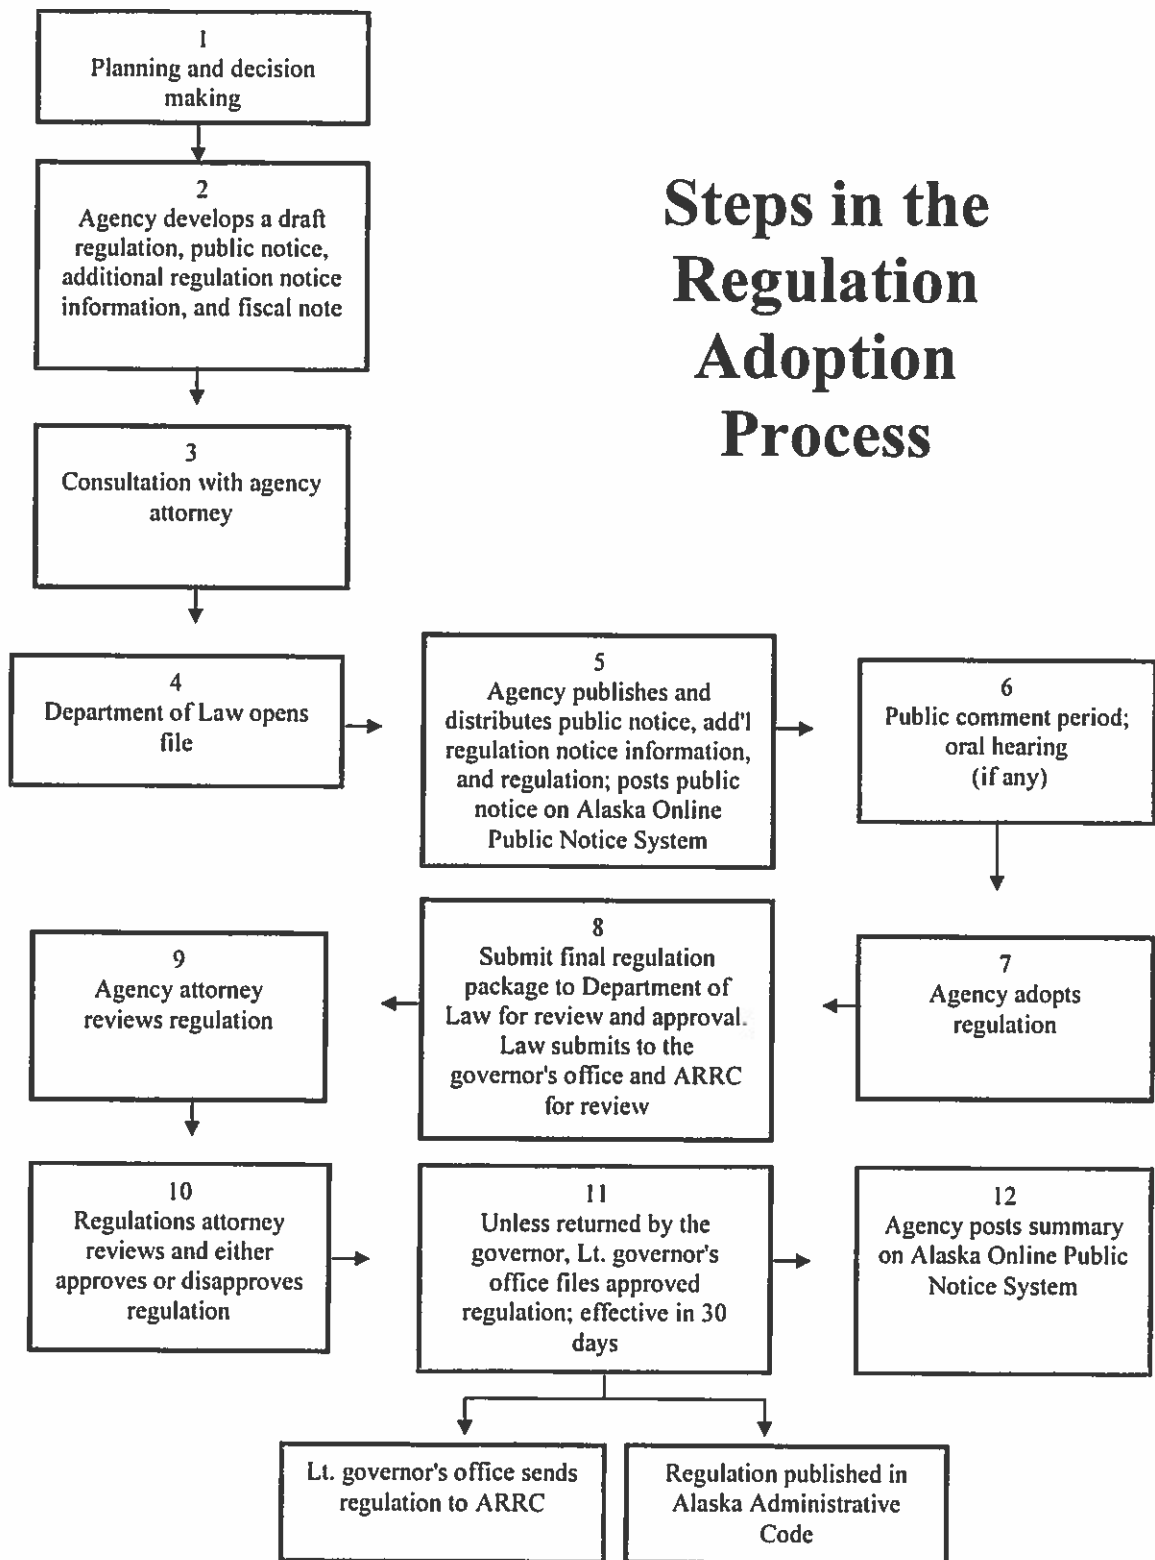 Steps in the
Regulation
Adoption
Process
1
Planning and decision
making
2
Agency develops a draft
regulation, public notice,
additional regulation notice
information, and fiscal note
3
Consultation with agency
attorney
4
Department of Law opens
file
5
Agency publishes and
distributes public notice, add'l
regulation notice information,
and regulation; posts public
notice on Alaska Online
Public Notice System
6
Public comment period;
oral hearing
(if any)
7
Agency adopts
regulation
8
Submit final regulation
package to Department of
Law for review and approval.
Law submits to the
governor's office and ARRC
for review
9
Agency attorney
reviews regulation
10
Regulations attorney
reviews and either
approves or disapproves
regulation
11
Unless returned by the
governor, Lt. governor's
office files approved
regulation; effective in 30
days
12
Agency posts summary
on Alaska Online Public
Notice System
Lt. governor's office sends
regulation to ARRC
Regulation published in
Alaska Administrative
Code